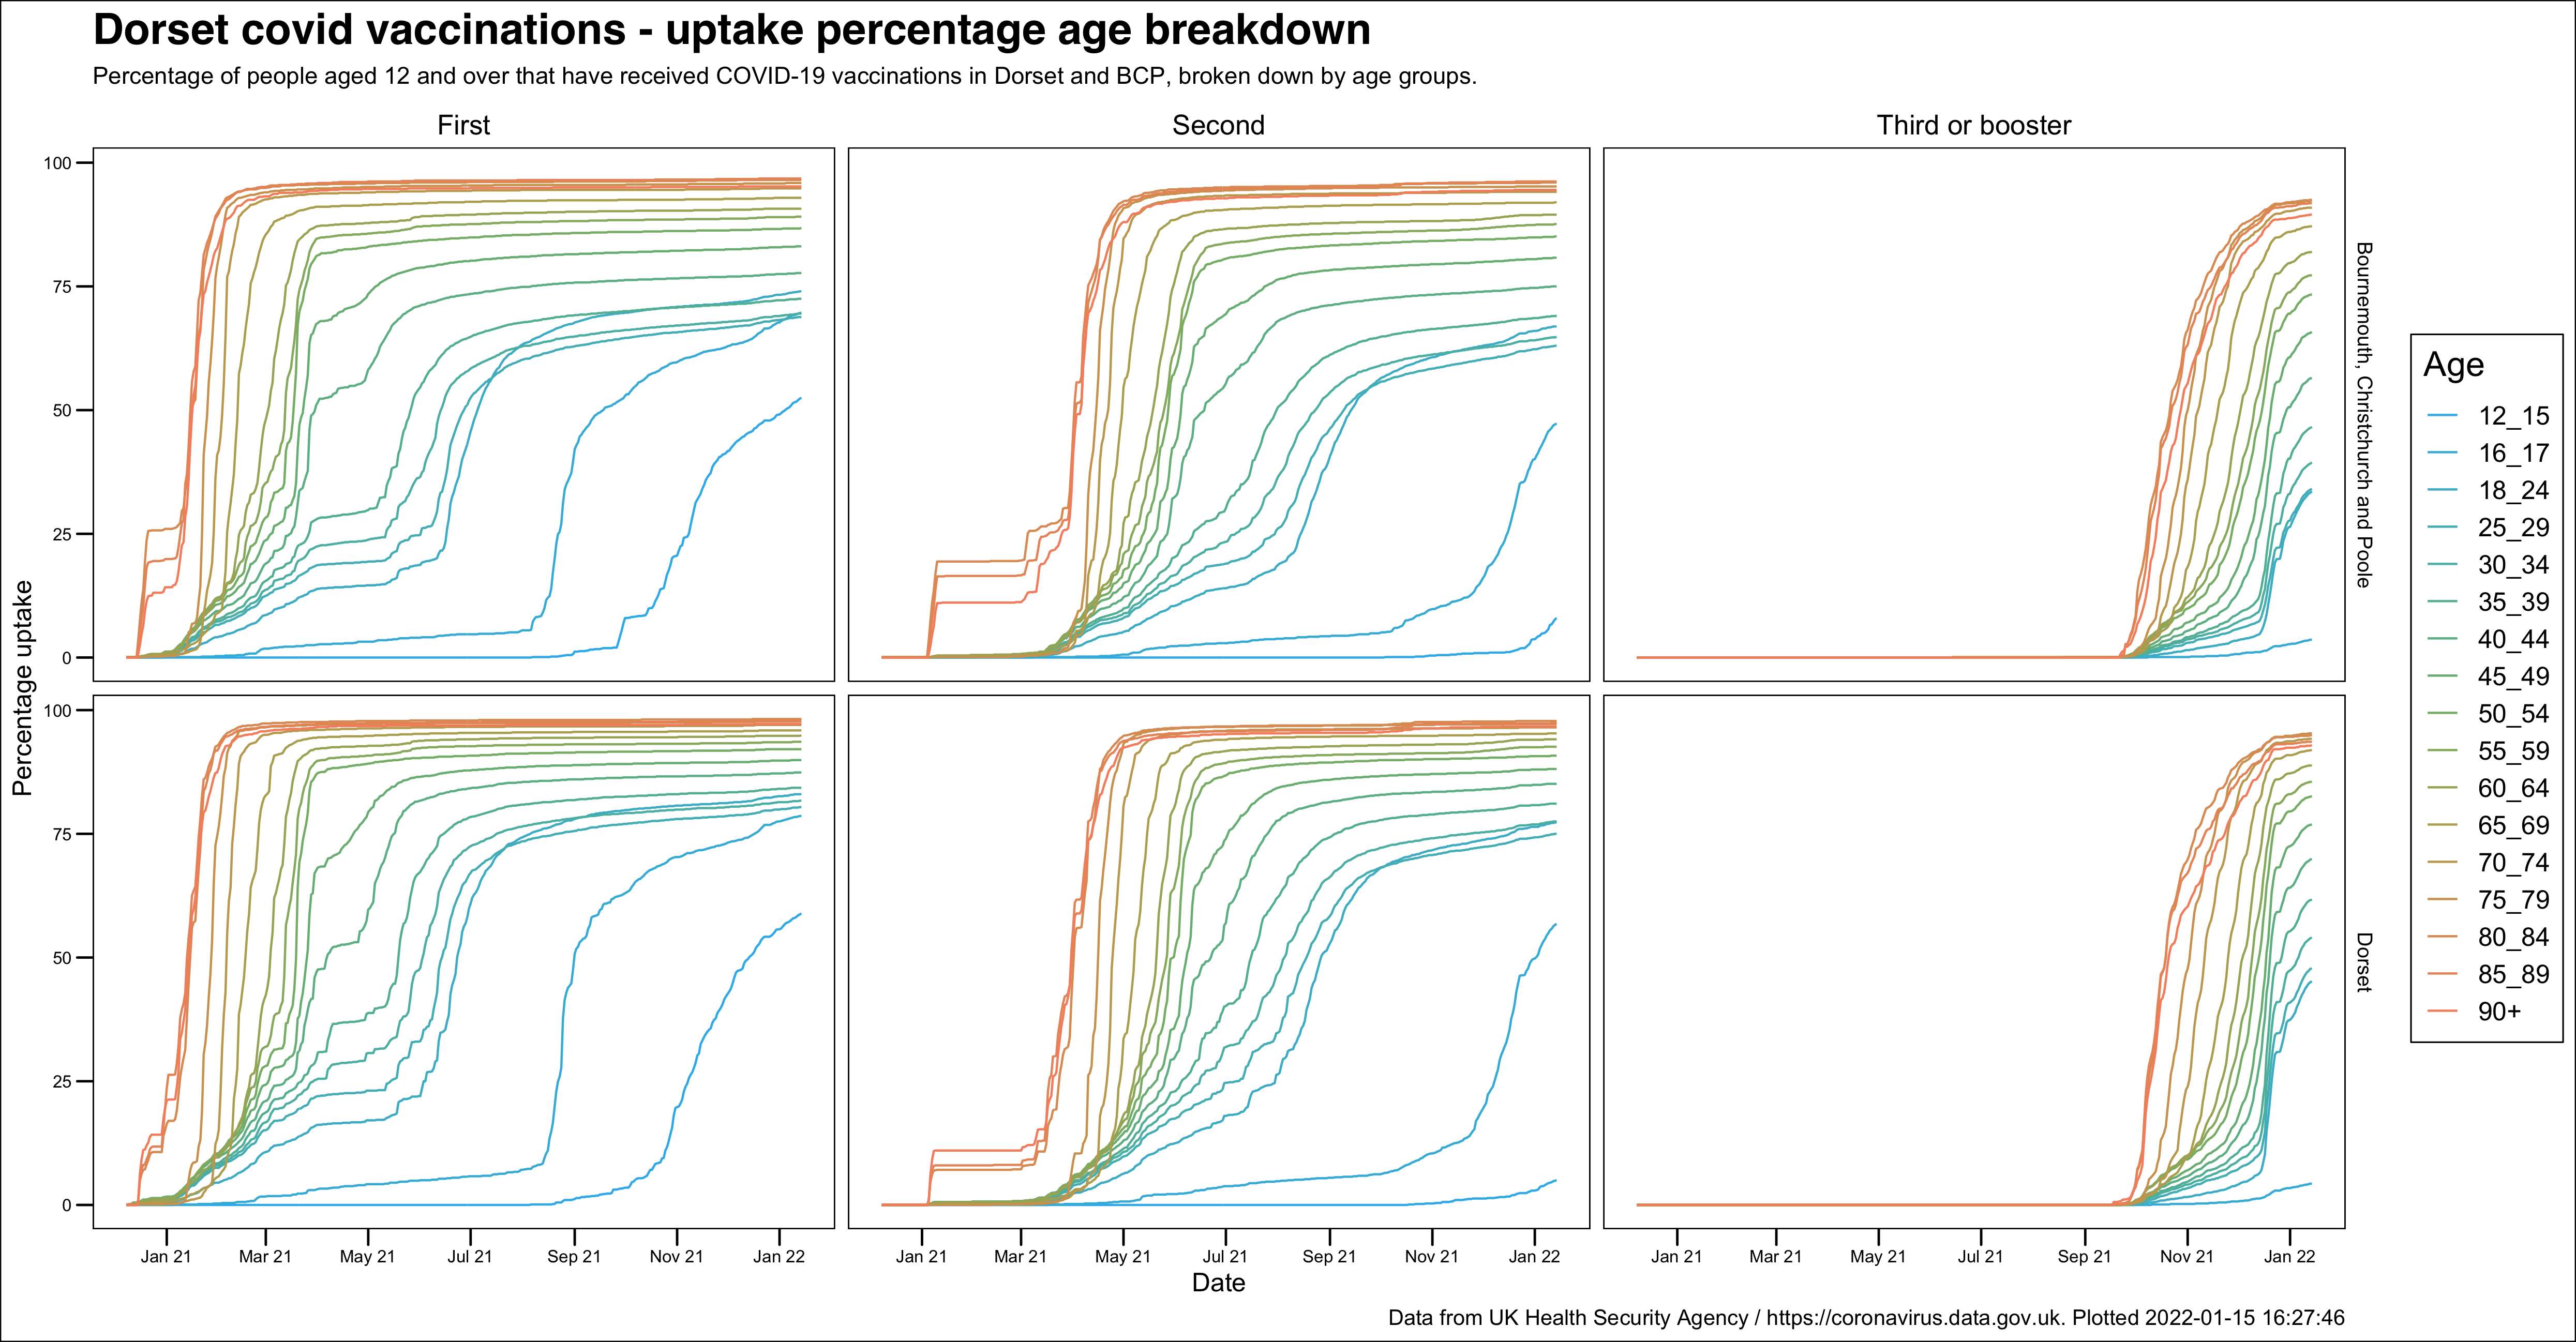 Dorset covid vaccinations - uptake percentage age breakdown
Percentage of people aged 12 and over that have received COVID-19 vaccinations in Dorset and BCP, broken down by age groups.
First
Second
Third or booster
100
75
50
25
0
Bournemouth, Christchurch and Poole
Percentage uptake
100
75
50
25
0
Dorset
Jan 21
Mar 21
May 21
Jul 21
Sep 21
Nov 21
Jan 22
Jan 21
Mar 21
May 21
Jul 21
Sep 21
Nov 21
Jan 22
Jan 21
Mar 21
May 21
Jul 21
Sep 21
Nov 21
Jan 22
Date
Age
12_15
16_17
18_24
25_29
30_34
35_39
40_44
45_49
50_54
55_59
60_64
65_69
70_74
75_79
80_84
85_89
90+
Data from UK Health Security Agency / https://coronavirus.data.gov.uk. Plotted 2022-01-15 16:27:46